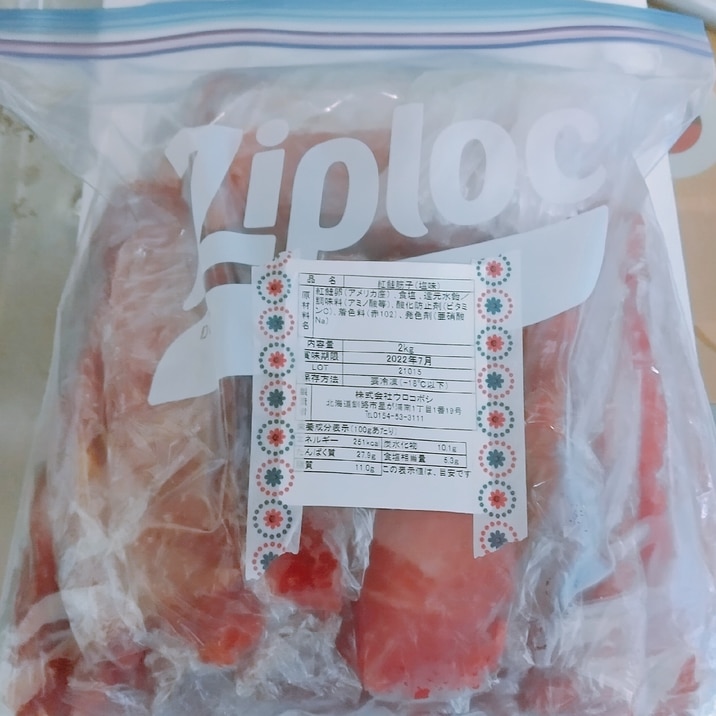 Ziploc
品名 紅鮭筋子(塩味)
原材料名 紅鮭卵(アメリカ産)、食塩、還元水飴/
調味料(アミノ酸等)、酸化防止剤(ビタミ
ンC)、着色料(赤102)、発色剤(亜硝酸
Na)
内容量 2kg
賞味期限 2022年7月
LOT 21015
保存方法 要冷凍(-18℃以下)
株式会社ウロコボシ
北海道釧路市星が浦南1丁目1番19号
℡0154-53-3111
養成分表示(100gあたり)
ネルギー 251kcal 炭水化物 10.1g
んぱく質 27.9g 食塩相当量 5.3g
質 11.0g この表示値は、目安です